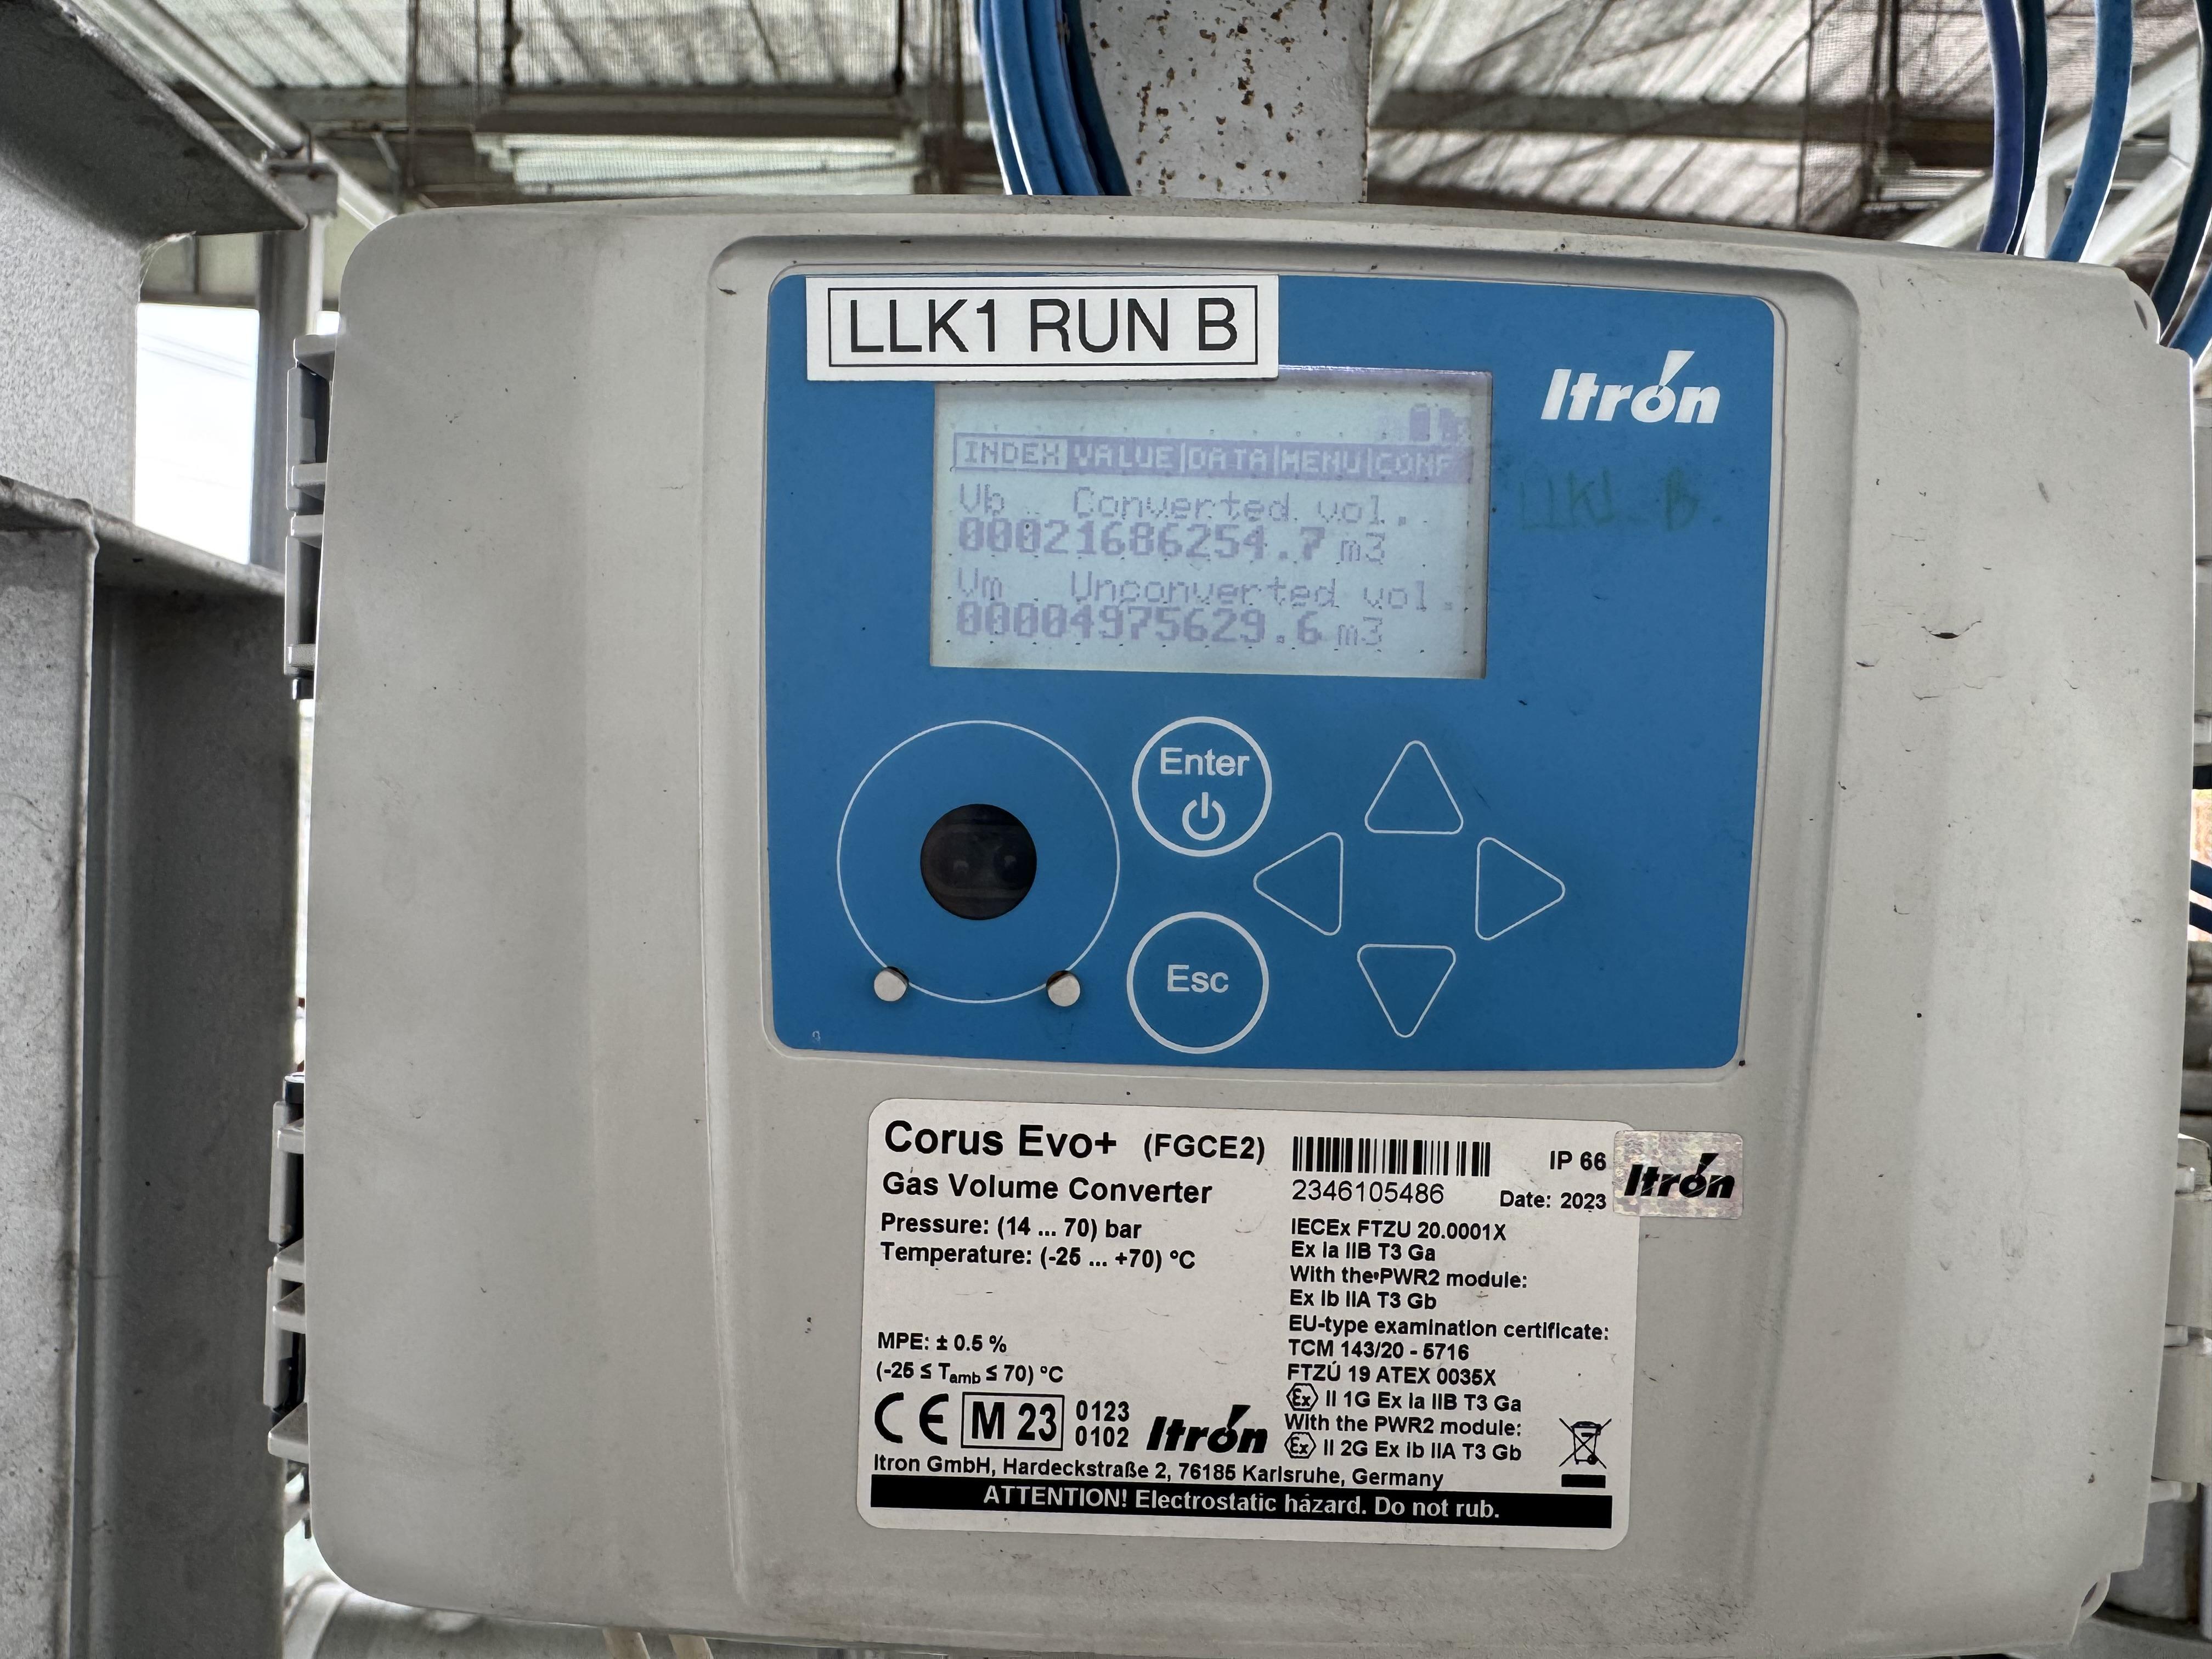 LLK1 RUN B
Itrón
INDEX VALUE|DATA|MENU|CONF
Vb Converted vol.
00021686254.7 m3
Vm Unconverted vol.
00004975629.6 m3
LLK1 B
Enter
Esc
Corus Evo+ (FGCE2)
Gas Volume Converter
Pressure: (14 ... 70) bar
Temperature: (-25 ... +70) °C
MPE: ± 0.5 %
(-25 ≤ Tamb ≤ 70) °C
CE M 23 0123
0102 Itrón
2346105486
IP 66
Date: 2023
Itrón
IECEx FTZU 20.0001X
Ex ia IIB T3 Ga
With the PWR2 module:
Ex ib IIA T3 Gb
EU-type examination certificate:
TCM 143/20 - 5716
FTZÚ 19 ATEX 0035X
Ex II 1G Ex ia IIB T3 Ga
With the PWR2 module:
Ex II 2G Ex ib IIA T3 Gb
Itron GmbH, Hardeckstraße 2, 76185 Karlsruhe, Germany
ATTENTION! Electrostatic hazard. Do not rub.